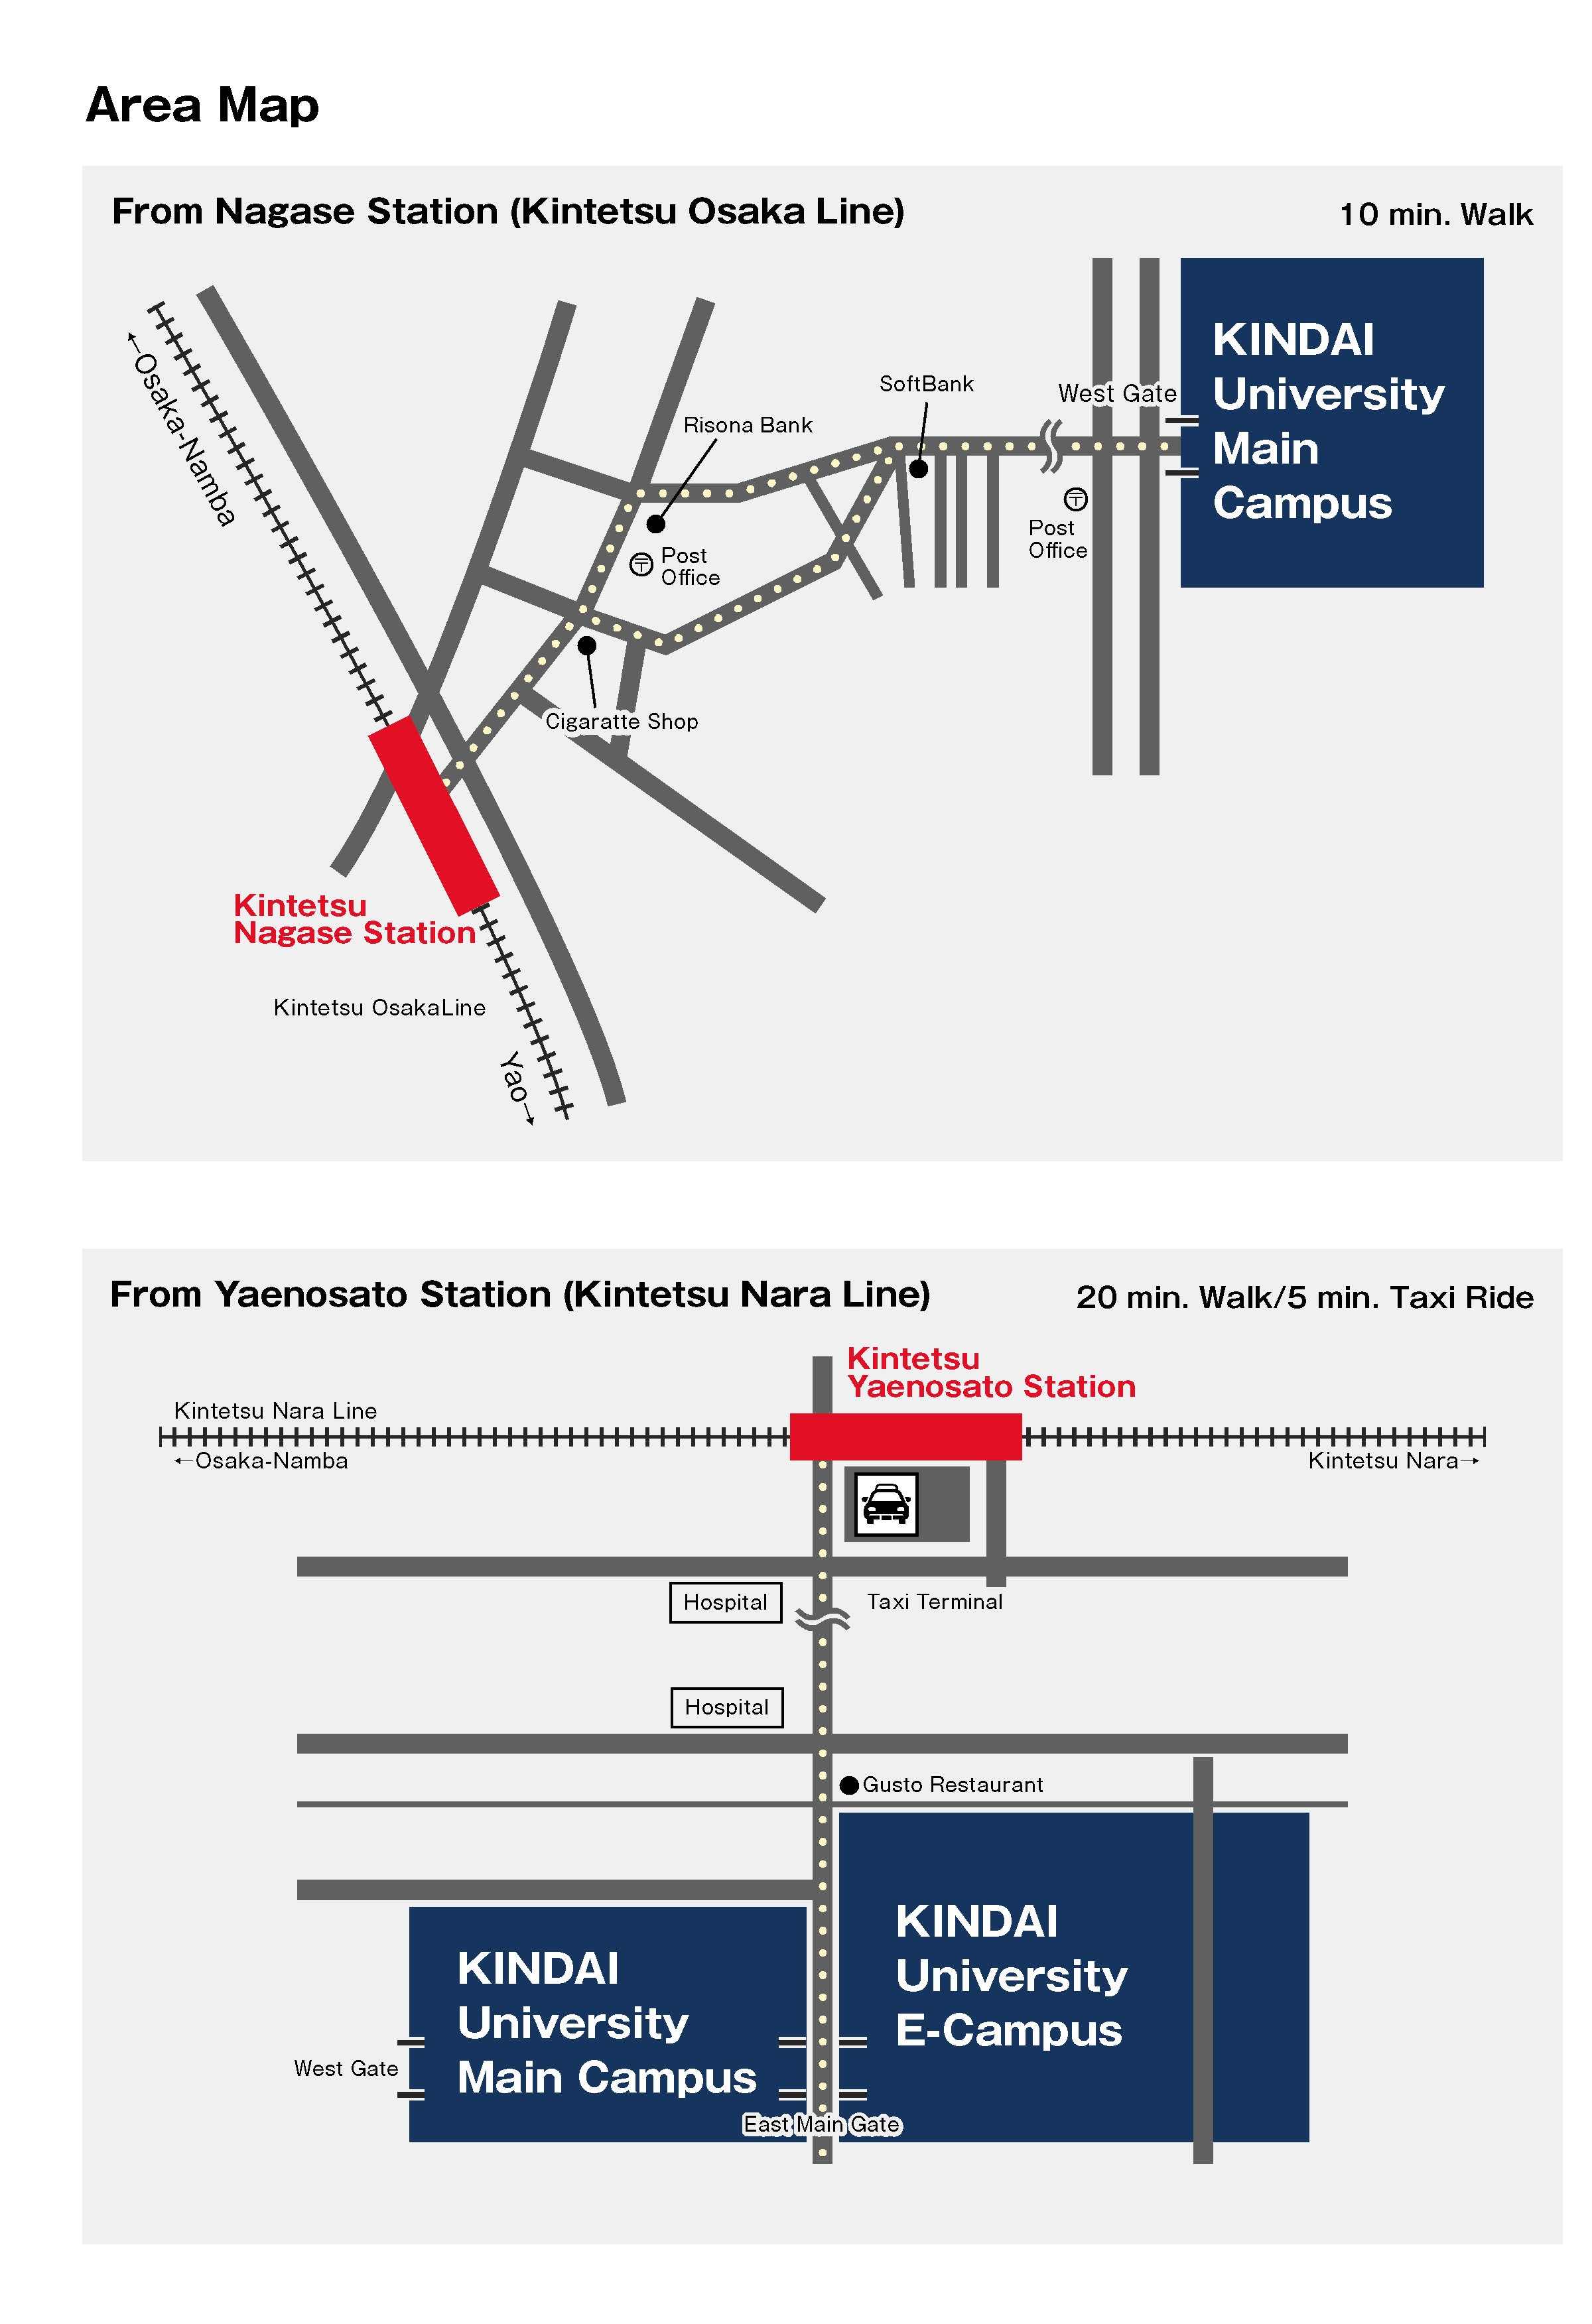 Area Map
From Nagase Station (Kintetsu Osaka Line)
10 min. Walk
←Osaka-Namba
Risona Bank
SoftBank
West Gate
KINDAI
University
Main
Campus
〒
Post
Office
〒
Post
Office
Cigaratte Shop
Kintetsu
Nagase Station
Kintetsu OsakaLine
Yao→
From Yaenosato Station (Kintetsu Nara Line)
20 min. Walk/5 min. Taxi Ride
Kintetsu
Yaenosato Station
Kintetsu Nara Line
←Osaka-Namba
Kintetsu Nara→
Hospital
Taxi Terminal
Hospital
Gusto Restaurant
KINDAI
University
E-Campus
KINDAI
University
Main Campus
West Gate
East Main Gate